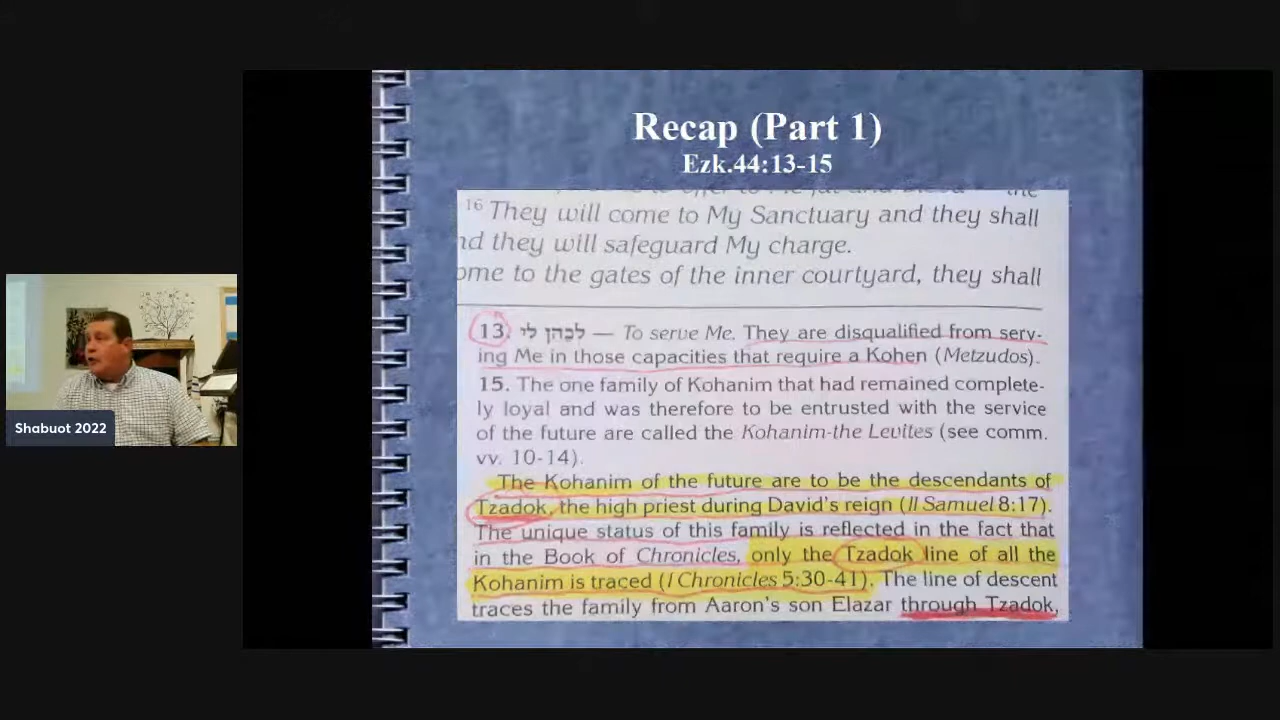 Recap (Part 1)
Ezk.44:13-15
16 They will come to My Sanctuary and they shall
nd they will safeguard My charge.
ome to the gates of the inner courtyard, they shall
13. לְכַהֵן לִי — To serve Me. They are disqualified from serv-
ing Me in those capacities that require a Kohen (Metzudos).
15. The one family of Kohanim that had remained complete-
ly loyal and was therefore to be entrusted with the service
of the future are called the Kohanim-the Levites (see comm.
vv. 10-14).
The Kohanim of the future are to be the descendants of
Tzadok, the high priest during David's reign (II Samuel 8:17).
The unique status of this family is reflected in the fact that
in the Book of Chronicles, only the Tzadok line of all the
Kohanim is traced (I Chronicles 5:30-41). The line of descent
traces the family from Aaron's son Elazar through Tzadok,
Shabuot 2022